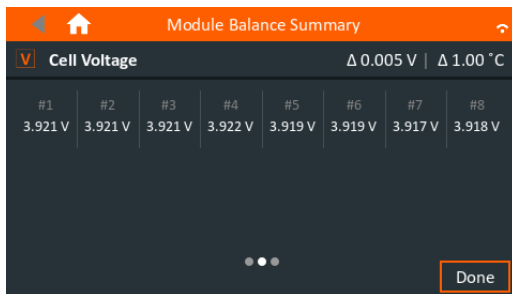 Module Balance Summary
V Cell Voltage Δ 0.005 V | Δ 1.00 ˚C
#1 #2 #3 #4 #5 #6 #7 #8
3.921 V 3.921 V 3.921 V 3.922 V 3.919 V 3.919 V 3.917 V 3.918 V
Done